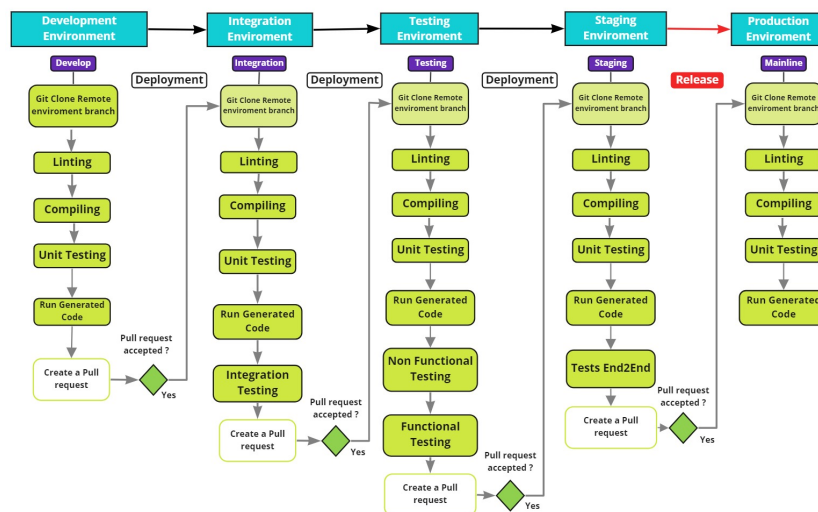 Development
Environment
Integration
Enviroment
Testing
Enviroment
Staging
Enviroment
Production
Enviroment
Develop
Deployment
Integration
Deployment
Testing
Deployment
Staging
Release
Mainline
Git Clone Remote
enviroment branch
Linting
Compiling
Unit Testing
Run Generated
Code
Create a Pull
request
Pull request
accepted ?
Yes
Git Clone Remote
enviroment branch
Linting
Compiling
Unit Testing
Run Generated
Code
Integration
Testing
Create a Pull
request
Pull request
accepted ?
Yes
Git Clone Remote
enviroment branch
Linting
Compiling
Unit Testing
Run Generated
Code
Non Functional
Testing
Functional
Testing
Create a Pull
request
Pull request
accepted ?
Yes
Git Clone Remote
enviroment branch
Linting
Compiling
Unit Testing
Run Generated
Code
Tests End2End
Create a Pull
request
Pull request
accepted ?
Yes
Git Clone Remote
enviroment branch
Linting
Compiling
Unit Testing
Run Generated
Code